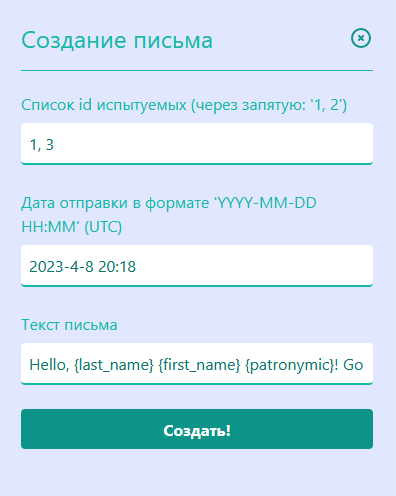 Создание письма
Список id испытуемых (через запятую: '1, 2')
1, 3
Дата отправки в формате 'YYYY-MM-DD
HH:MM' (UTC)
2023-4-8 20:18
Текст письма
Hello, {last_name} {first_name} {patronymic}! Go
Создать!